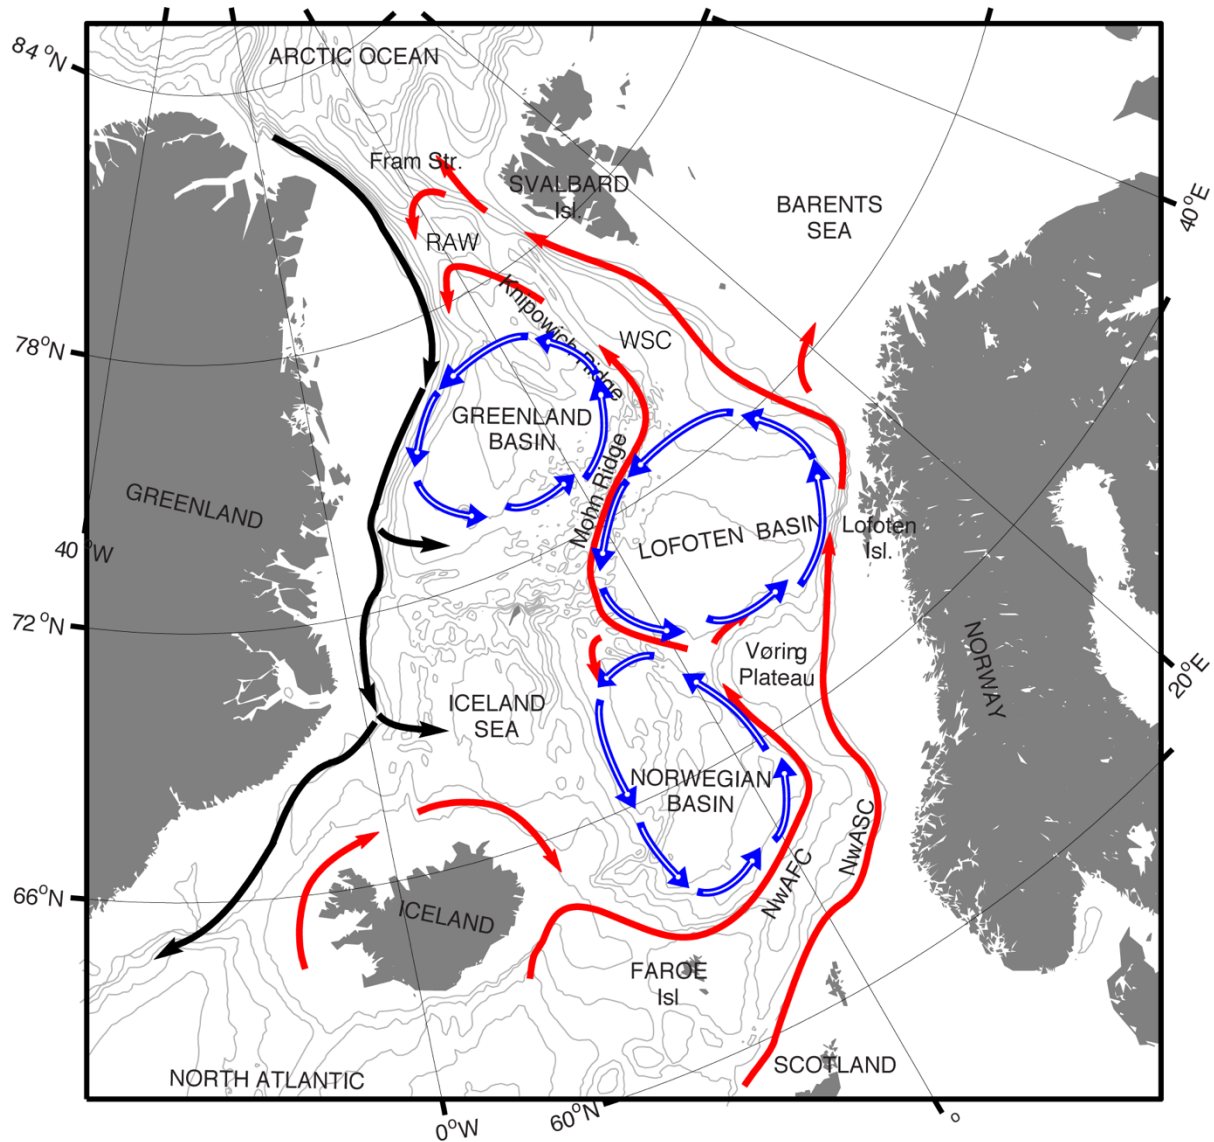 84°N
ARCTIC OCEAN
Fram Str.
SVALBARD
Isl.
BARENTS
SEA
40°E
RAW
Knipowich Ridge
WSC
78°N
GREENLAND
BASIN
Mohn Ridge
GREENLAND
LOFOTEN BASIN
Lofoten
Isl.
40°W
72°N
Vøring
Plateau
NORWAY
20°E
ICELAND
SEA
NORWEGIAN
BASIN
NwASC
NwAFC
66°N
ICELAND
FAROE
Isl
SCOTLAND
NORTH ATLANTIC
0°W
60°N
o